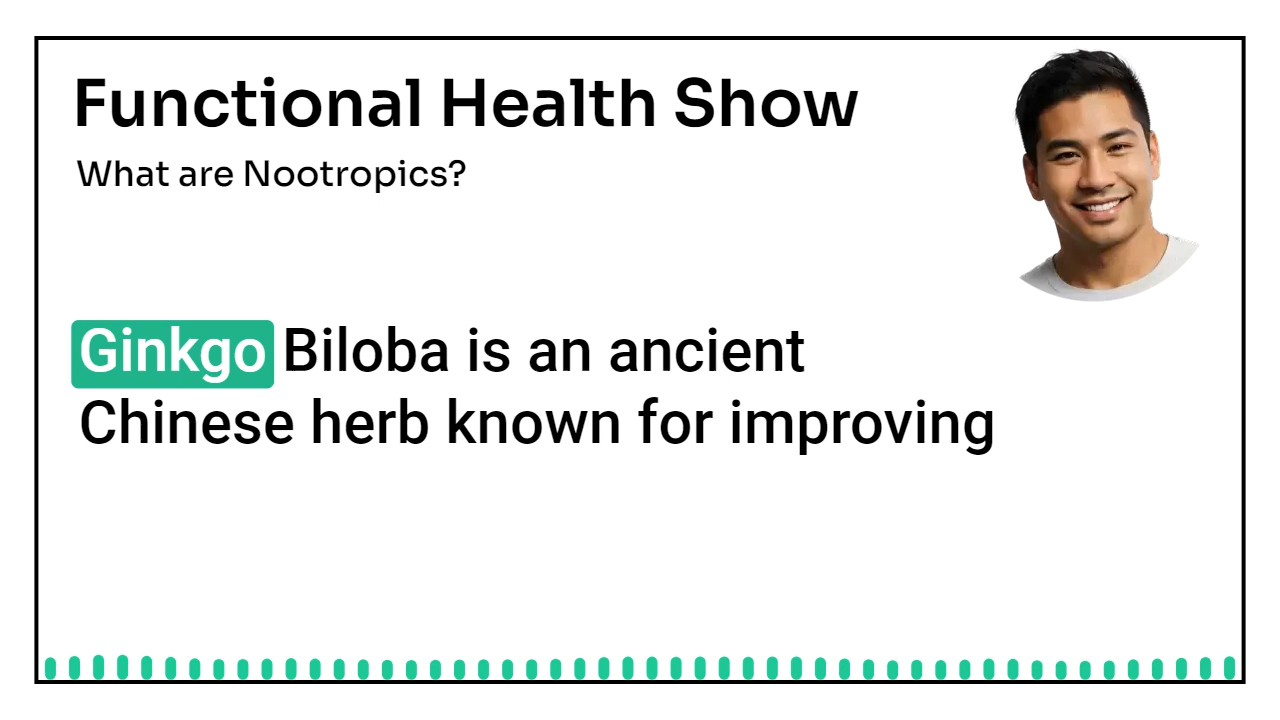 Functional Health Show
What are Nootropics?
Ginkgo Biloba is an ancient
Chinese herb known for improving